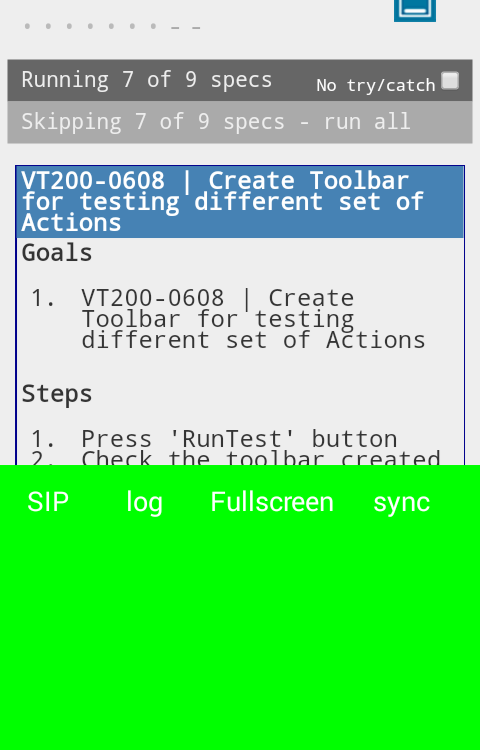 Running 7 of 9 specs
No try/catch
Skipping 7 of 9 specs - run all
VT200-0608 | Create Toolbar
for testing different set of
Actions
Goals
1. VT200-0608 | Create
Toolbar for testing
different set of Actions
Steps
1. Press 'RunTest' button
2. Check the toolbar created
SIP log Fullscreen sync